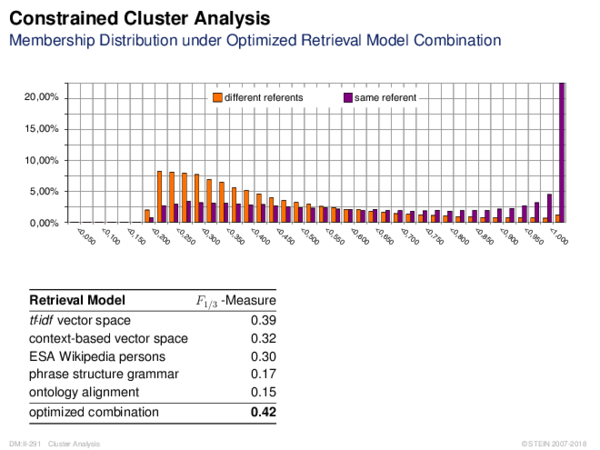 Constrained Cluster Analysis
Membership Distribution under Optimized Retrieval Model Combination
different referents same referent
20,00%
15,00%
10,00%
5,00%
0,00%
<0,050 <0,100 <0,150 <0,200 <0,250 <0,300 <0,350 <0,400 <0,450 <0,500 <0,550 <0,600 <0,650 <0,700 <0,750 <0,800 <0,850 <0,900 <0,950 <1,000
Retrieval Model F1/3 -Measure
tf·idf vector space 0.39
context-based vector space 0.32
ESA Wikipedia persons 0.30
phrase structure grammar 0.17
ontology alignment 0.15
optimized combination 0.42
DM:II-291 Cluster Analysis ©STEIN 2007-2018